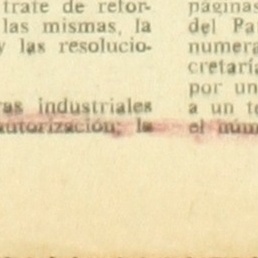 trate de refor-
las mismas, la
y las resolucio-
ras industriales
autorización; la
páginas
del Pa
numera
cretaría
por un
a un te
el núm